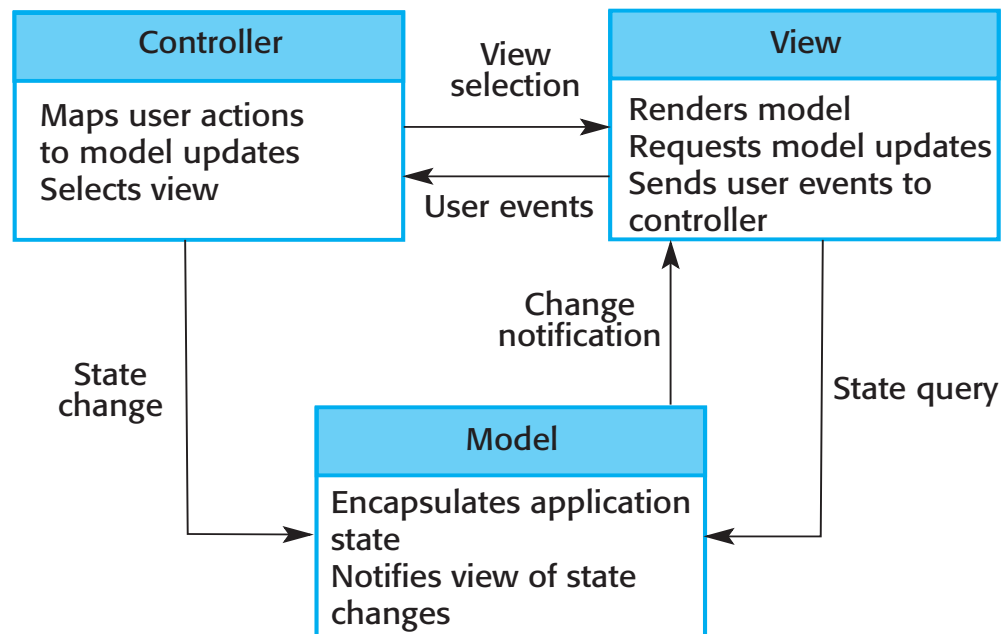 Controller
Maps user actions
to model updates
Selects view
View
selection
User events
View
Renders model
Requests model updates
Sends user events to
controller
State
change
Change
notification
State query
Model
Encapsulates application
state
Notifies view of state
changes